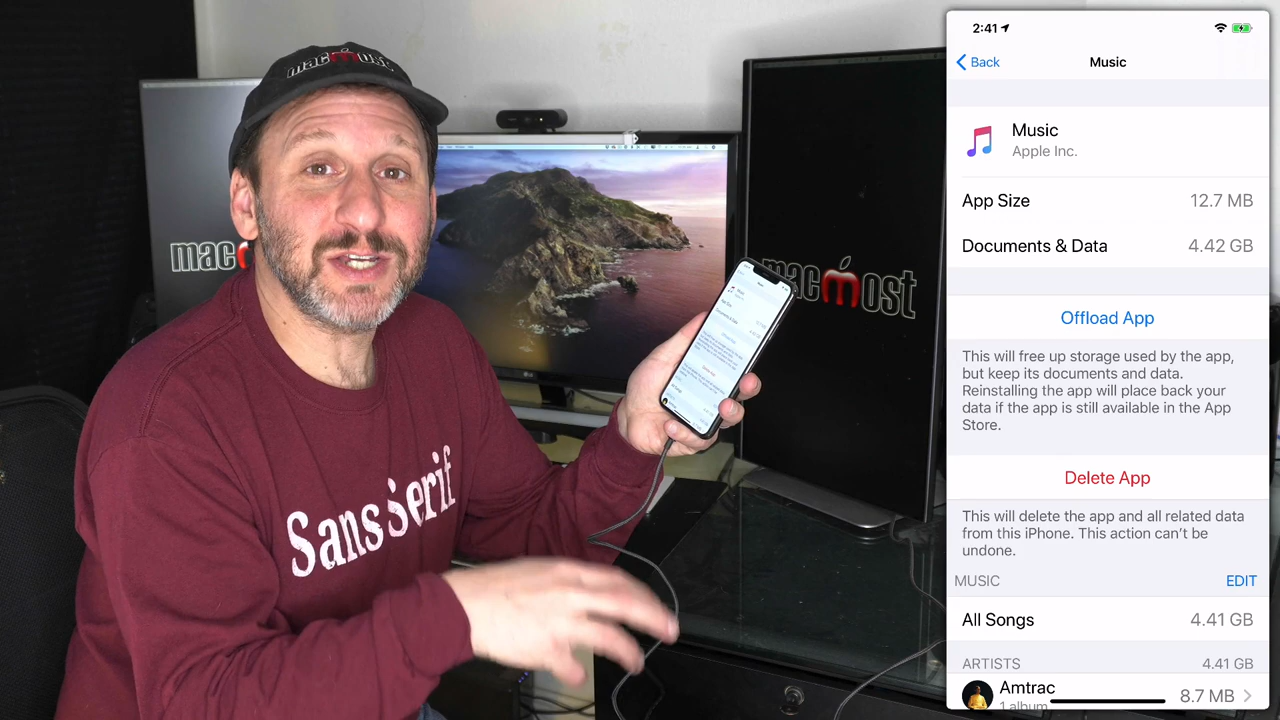 macmost
mac
macmost
Sans Serif
2:41
Back
Music
Music
Apple Inc.
App Size
12.7 MB
Documents & Data
4.42 GB
Offload App
This will free up storage used by the app,
but keep its documents and data.
Reinstalling the app will place back your
data if the app is still available in the App
Store.
Delete App
This will delete the app and all related data
from this iPhone. This action can't be
undone.
MUSIC
EDIT
All Songs
4.41 GB
ARTISTS
4.41 GB
Amtrac
8.7 MB
1 album